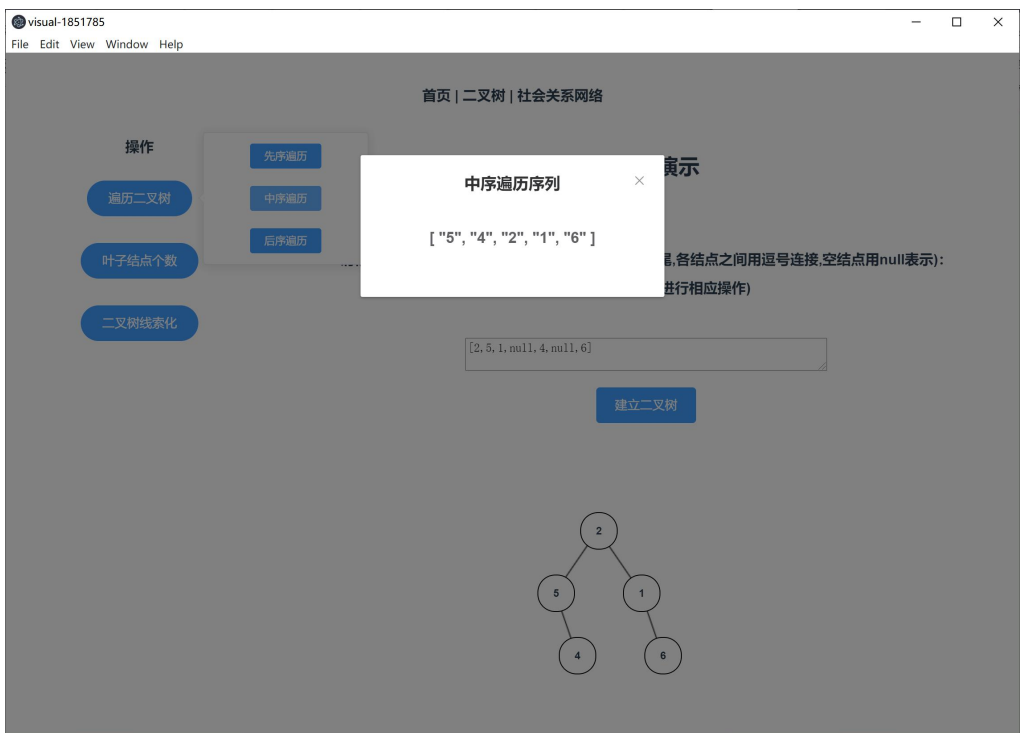 visual-1851785
File Edit View Window Help
首页 | 二叉树 | 社会关系网络
操作
遍历二叉树
叶子结点个数
二叉树线索化
先序遍历
中序遍历
后序遍历
演示
中序遍历序列
[ "5", "4", "2", "1", "6" ]
,各结点之间用逗号连接,空结点用null表示):
进行相应操作)
[2,5,1,null,4,null,6]
建立二叉树
2
5 1
4 6